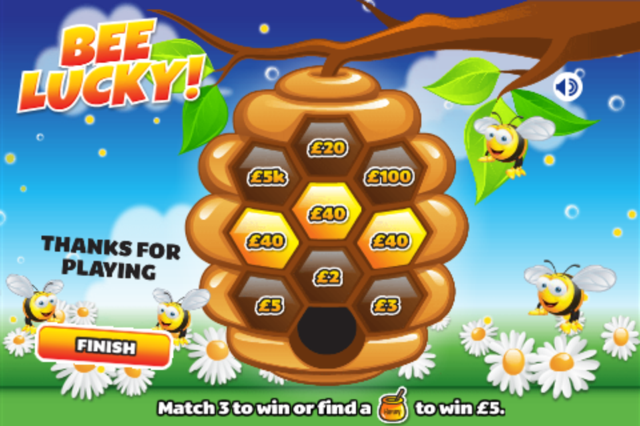 BEE
LUCKY!
£20
£5k
£100
£40
£40
£40
£2
£5
£3
THANKS FOR
PLAYING
FINISH
Match 3 to win or find a Honey to win £5.